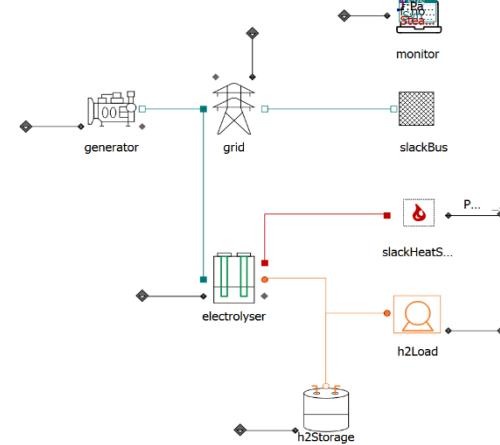 monitor
generator
grid
slackBus
P...
slackHeatS...
electrolyser
h2Load
h2Storage